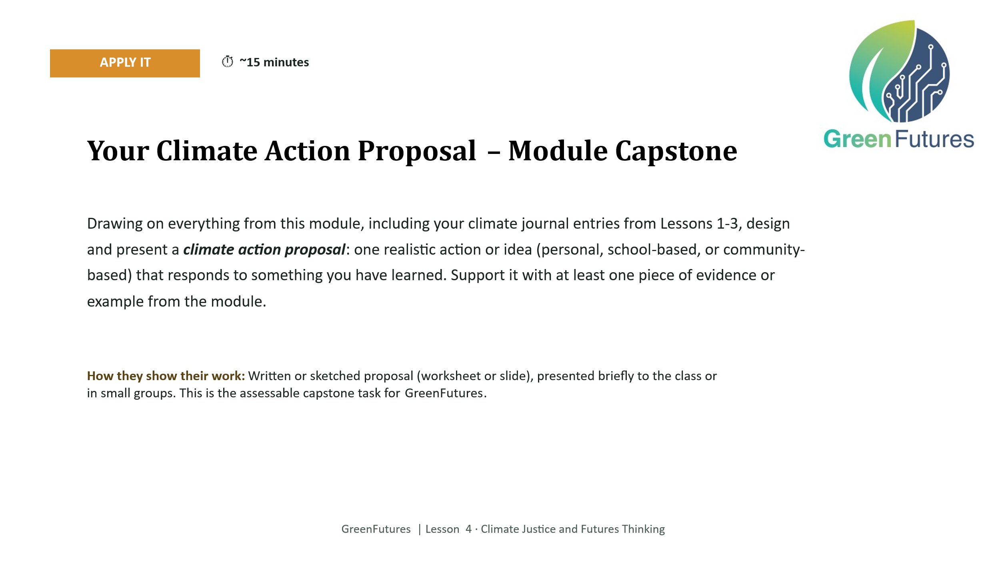 APPLY IT
⏱ ~15 minutes
GreenFutures
Your Climate Action Proposal – Module Capstone
Drawing on everything from this module, including your climate journal entries from Lessons 1-3, design
and present a climate action proposal: one realistic action or idea (personal, school-based, or community-
based) that responds to something you have learned. Support it with at least one piece of evidence or
example from the module.
How they show their work: Written or sketched proposal (worksheet or slide), presented briefly to the class or
in small groups. This is the assessable capstone task for GreenFutures.
GreenFutures | Lesson 4 · Climate Justice and Futures Thinking